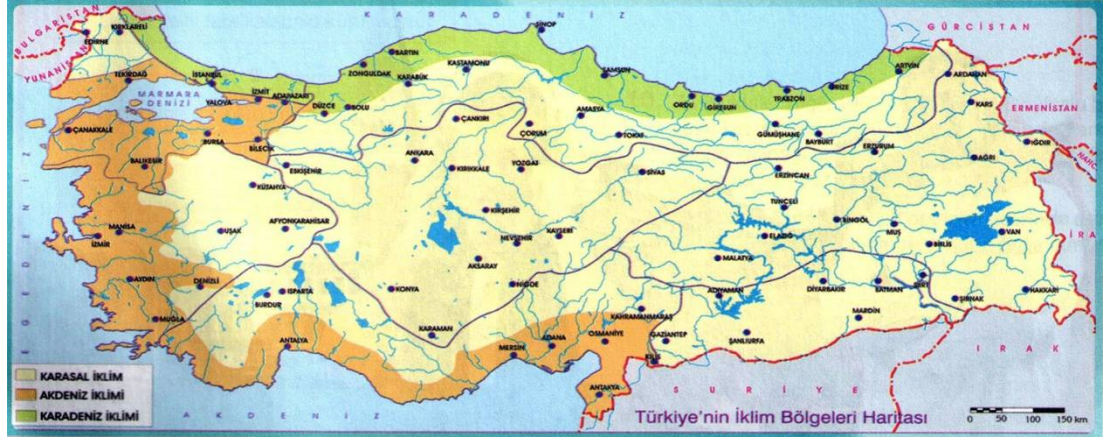 KARADENİZ
BULGARİSTAN
YUNANİSTAN
GÜRCİSTAN
ERMENİSTAN
İRA
IRAK
SURİYE
AKDENİZ
EGE DENİZ
MARMARA
DENİZİ
KIRKLARELİ
EDİRNE
TEKİRDAĞ
İSTANBUL
YALOVA
İZMİT
ADAPAZARI
DÜZCE
BOLU
ZONGULDAK
BARTIN
KARABÜK
KASTAMONU
SİNOP
SAMSUN
AMASYA
ORDU
GİRESUN
TRABZON
RİZE
ARTVİN
ARDAHAN
KARS
IĞDIR
AĞRI
ERZURUM
BAYBURT
GÜMÜŞHANE
TOKAT
ÇORUM
ÇANKIRI
ANKARA
KIRIKKALE
YOZGAT
SİVAS
ERZİNCAN
TUNÇELİ
BİNGÖL
MUŞ
BİTLİS
VAN
HAKKARİ
ŞIRNAK
SİİRT
BATMAN
DİYARBAKIR
MARDİN
ŞANLIURFA
ADIYAMAN
MALATYA
ELAZIĞ
KAHRAMANMARAŞ
GAZİANTEP
KİLİS
OSMANİYE
ANTAKYA
ADANA
MERSİN
NİĞDE
KAYSERİ
NEVŞEHİR
KIRŞEHİR
AKSARAY
KONYA
KARAMAN
ANTALYA
ISPARTA
BURDUR
DENİZLİ
MUĞLA
AYDIN
İZMİR
MANİSA
UŞAK
AFYONKARAHİSAR
KÜTAHYA
ESKİŞEHİR
BİLECİK
BURSA
BALIKESİR
ÇANAKKALE
KARASAL İKLİM
AKDENİZ İKLİMİ
KARADENİZ İKLİMİ
Türkiye'nin İklim Bölgeleri Haritası
0 50 100 150 km